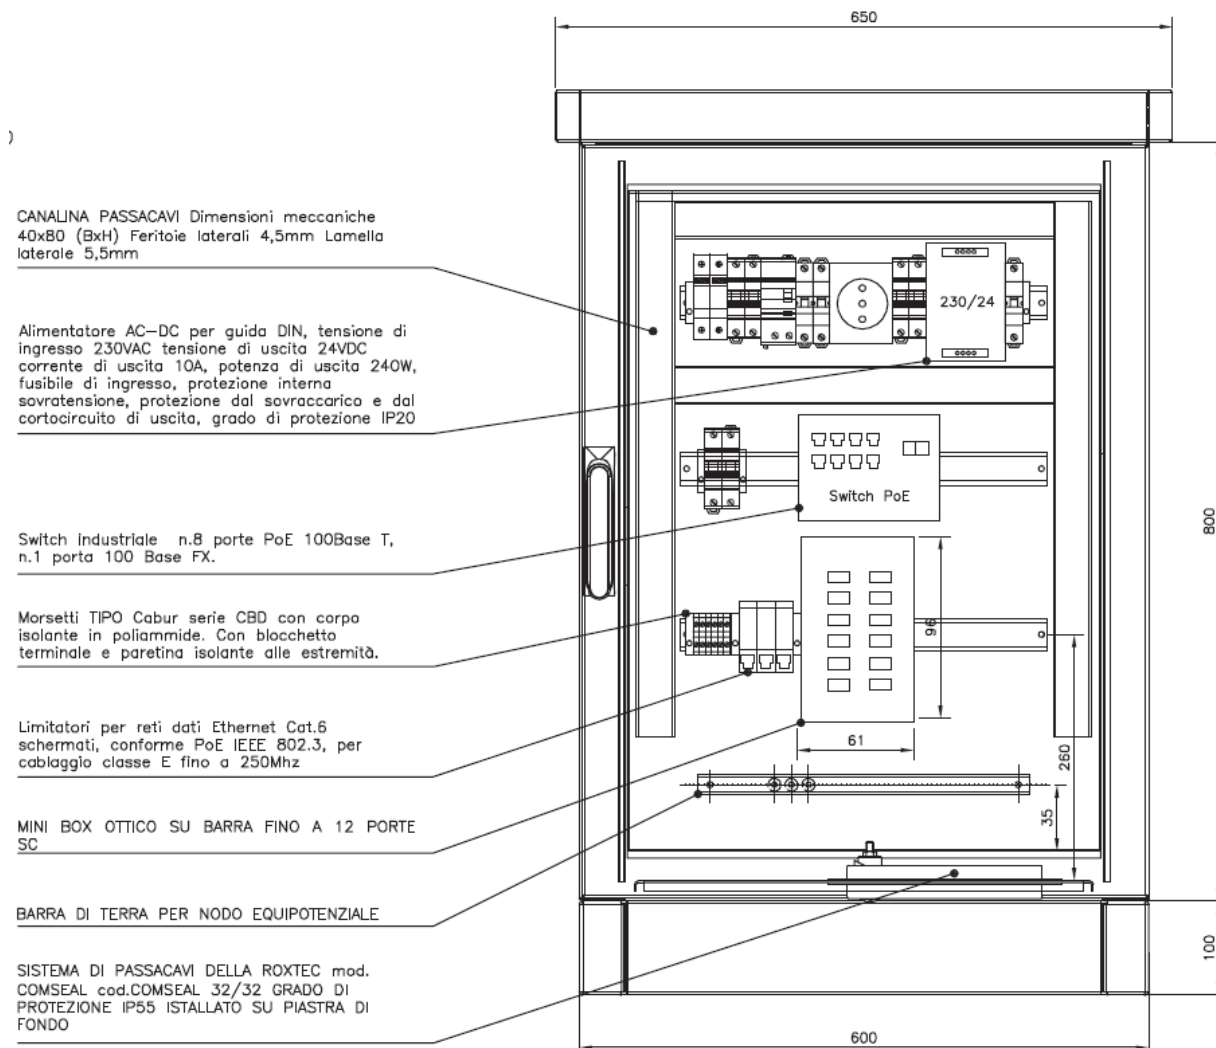 650
CANALINA PASSACAVI Dimensioni meccaniche
40x80 (BxH) Feritoie laterali 4,5mm Lamella
laterale 5,5mm
Alimentatore AC-DC per guida DIN, tensione di
ingresso 230VAC tensione di uscita 24VDC
corrente di uscita 10A, potenza di uscita 240W,
fusibile di ingresso, protezione interna
sovratensione, protezione dal sovraccarico e dal
cortocircuito di uscita, grado di protezione IP20
230/24
Switch PoE
800
Switch industriale n.8 porte PoE 100Base T,
n.1 porta 100 Base FX.
Morsetti TIPO Cabur serie CBD con corpo
isolante in poliammide. Con blocchetto
terminale e paretina isolante alle estremità.
96
Limitatori per reti dati Ethernet Cat.6
schermati, conforme PoE IEEE 802.3, per
cablaggio classe E fino a 250Mhz
61
260
35
MINI BOX OTTICO SU BARRA FINO A 12 PORTE
SC
BARRA DI TERRA PER NODO EQUIPOTENZIALE
SISTEMA DI PASSACAVI DELLA ROXTEC mod.
COMSEAL cod.COMSEAL 32/32 GRADO DI
PROTEZIONE IP55 ISTALLATO SU PIASTRA DI
FONDO
100
600